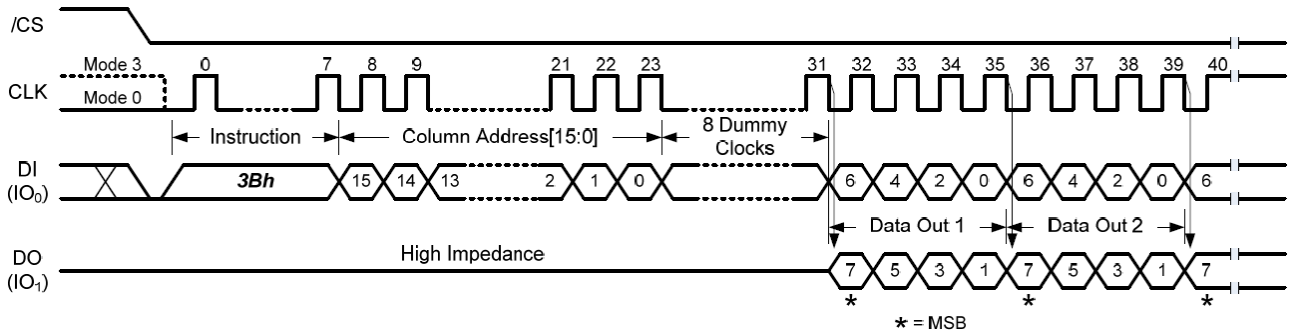 /CS
Mode 3 0 7 8 9 21 22 23 31 32 33 34 35 36 37 38 39 40
CLK
Mode 0
Instruction Column Address[15:0] 8 Dummy Clocks
DI
(IO0)
3Bh 15 14 13 2 1 0 6 4 2 0 6 4 2 0 6
Data Out 1 Data Out 2
High Impedance
DO
(IO1)
7 5 3 1 7 5 3 1 7
* * *
* = MSB